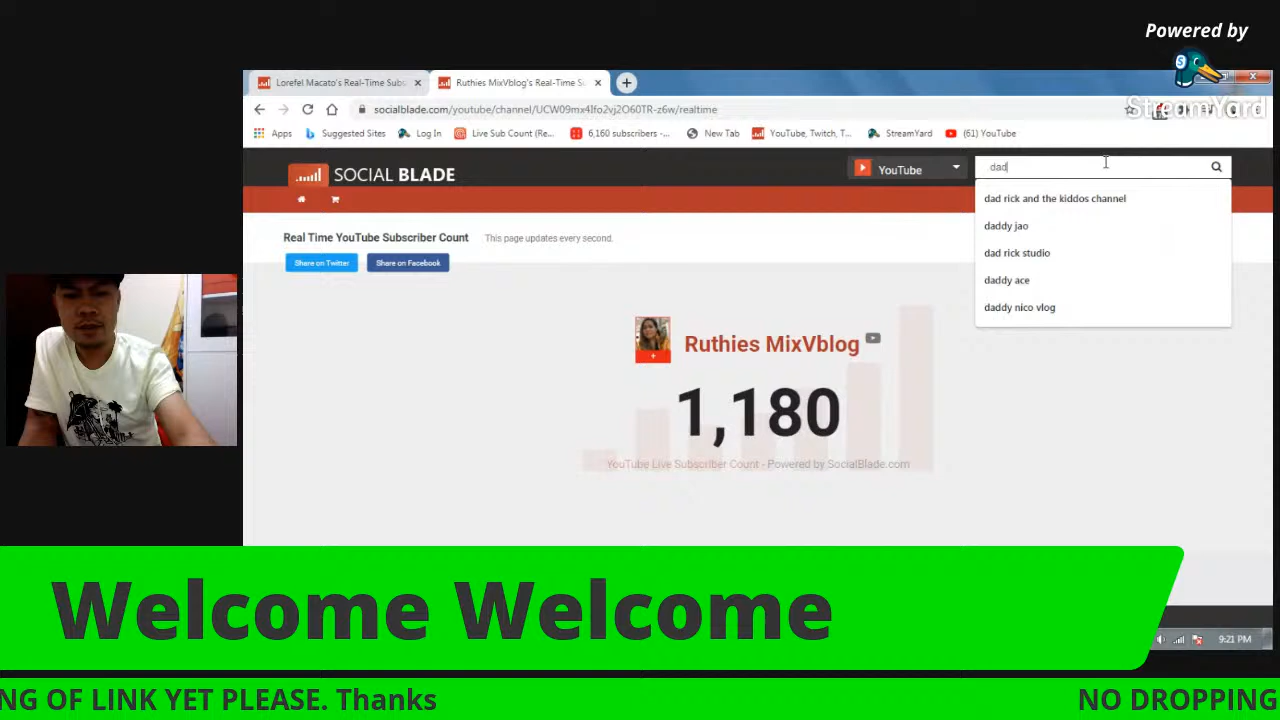 Powered by
StreamYard
Lorefel Macato's Real-Time Subs
Ruthies MixVblog's Real-Time Su
socialblade.com/youtube/channel/UCW09mx4Ifo2vj2O60TR-z6w/realtime
Apps
Suggested Sites
Log In
Live Sub Count (Re...
6,160 subscribers -...
New Tab
YouTube, Twitch, T...
StreamYard
(61) YouTube
SOCIAL BLADE
YouTube
dad
dad rick and the kiddos channel
daddy jao
dad rick studio
daddy ace
daddy nico vlog
Real Time YouTube Subscriber Count
This page updates every second.
Share on Twitter
Share on Facebook
Ruthies MixVblog
1,180
YouTube Live Subscriber Count - Powered by SocialBlade.com
Welcome Welcome
9:21 PM
NG OF LINK YET PLEASE. Thanks
NO DROPPING